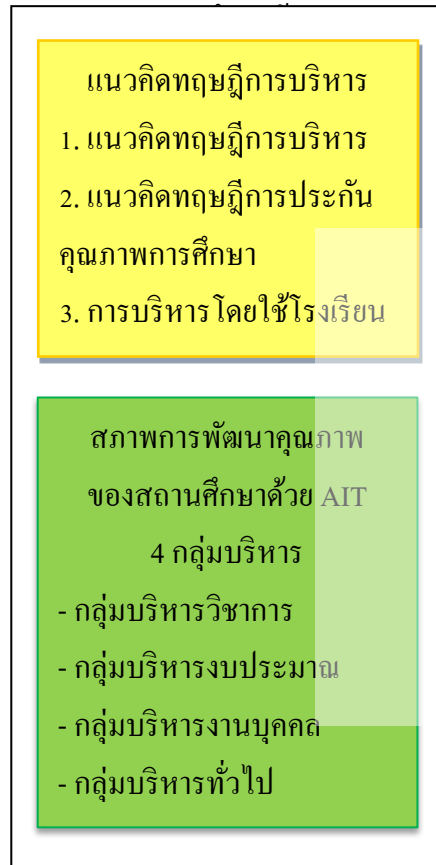 แนวคิดทฤษฎีการบริหาร
1. แนวคิดทฤษฎีการบริหาร
2. แนวคิดทฤษฎีการประกัน
คุณภาพการศึกษา
3. การบริหารโดยใช้โรงเรียน
สภาพการพัฒนาคุณภาพ
ของสถานศึกษาด้วย AIT
4 กลุ่มบริหาร
- กลุ่มบริหารวิชาการ
- กลุ่มบริหารงบประมาณ
- กลุ่มบริหารงานบุคคล
- กลุ่มบริหารทั่วไป